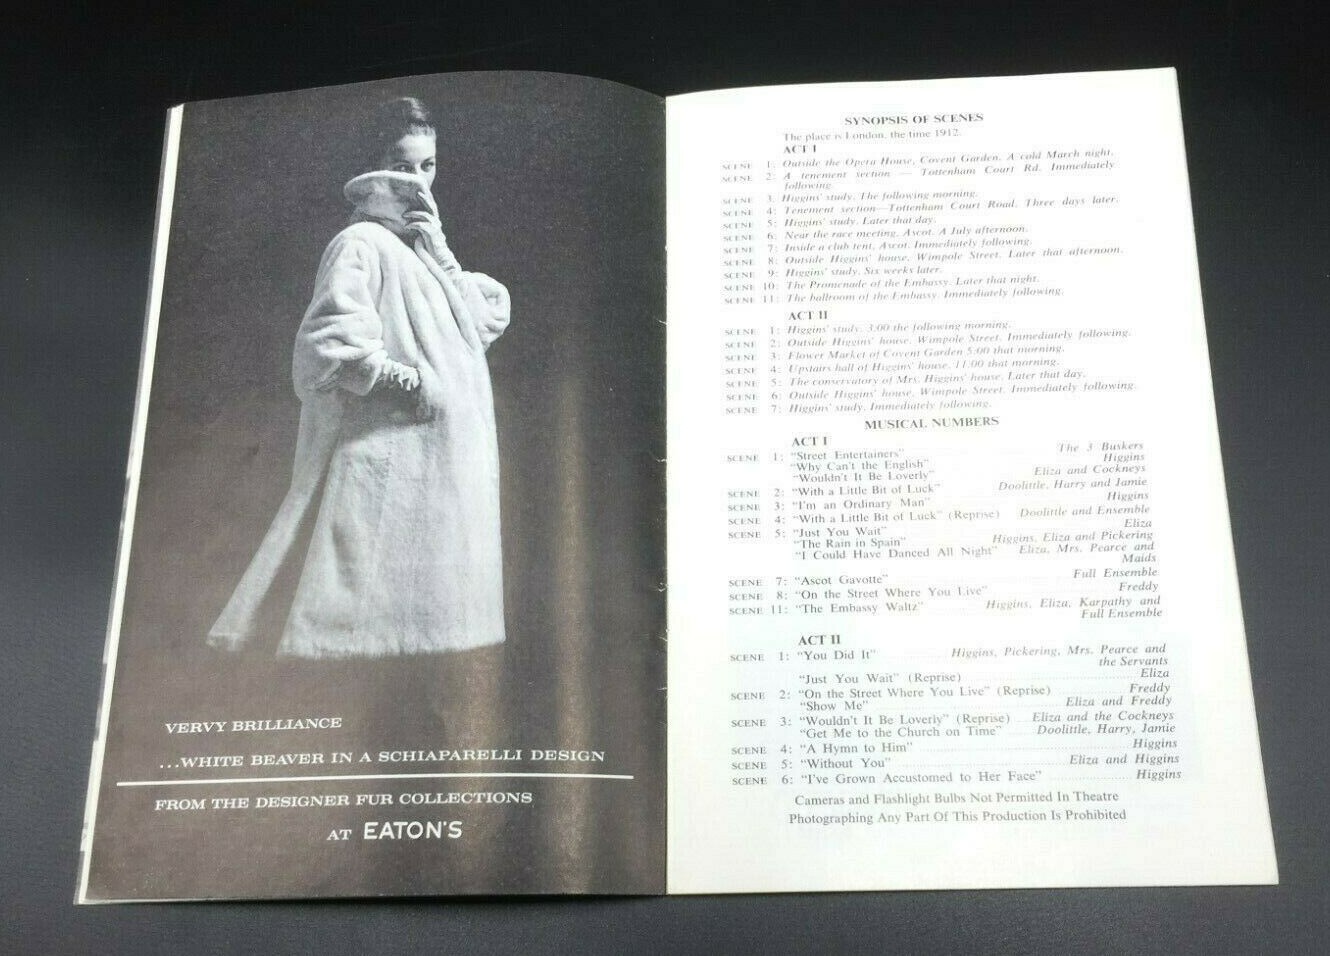 VERVY BRILLIANCE
...WHITE BEAVER IN A SCHIAPARELLI DESIGN
FROM THE DESIGNER FUR COLLECTIONS
AT EATON'S
SYNOPSIS OF SCENES
The place is London, the time 1912.
ACT I
SCENE 1: Outside the Opera House, Covent Garden. A cold March night.
SCENE 2: A tenement section — Tottenham Court Rd. Immediately
following.
SCENE 3. Higgins' study. The following morning.
SCENE 4: Tenement section—Tottenham Court Road. Three days later.
SCENE 5: Higgins' study. Later that day.
SCENE 6: Near the race meeting, Ascot. A July afternoon.
SCENE 7: Inside a club tent, Ascot. Immediately following.
SCENE 8: Outside Higgins' house, Wimpole Street. Later that afternoon.
SCENE 9: Higgins' study. Six weeks later.
SCENE 10: The Promenade of the Embassy. Later that night.
SCENE 11: The ballroom of the Embassy. Immediately following.
ACT II
SCENE 1: Higgins' study. 3:00 the following morning.
SCENE 2: Outside Higgins' house, Wimpole Street. Immediately following.
SCENE 3: Flower Market of Covent Garden 5:00 that morning.
SCENE 4: Upstairs hall of Higgins' house. 11:00 that morning.
SCENE 5: The conservatory of Mrs. Higgins' house. Later that day.
SCENE 6: Outside Higgins' house, Wimpole Street. Immediately following.
SCENE 7: Higgins' study. Immediately following.
MUSICAL NUMBERS
ACT I
SCENE 1: "Street Entertainers" The 3 Buskers
"Why Can't the English" Higgins
"Wouldn't It Be Loverly" Eliza and Cockneys
SCENE 2: "With a Little Bit of Luck" Doolittle, Harry and Jamie
SCENE 3: "I'm an Ordinary Man" Higgins
SCENE 4: "With a Little Bit of Luck" (Reprise) Doolittle and Ensemble
SCENE 5: "Just You Wait" Eliza
"The Rain in Spain" Higgins, Eliza and Pickering
"I Could Have Danced All Night" Eliza, Mrs. Pearce and
Maids
SCENE 7: "Ascot Gavotte" Full Ensemble
SCENE 8: "On the Street Where You Live" Freddy
SCENE 11: "The Embassy Waltz" Higgins, Eliza, Karpathy and
Full Ensemble
ACT II
SCENE 1: "You Did It" Higgins, Pickering, Mrs. Pearce and
the Servants
"Just You Wait" (Reprise) Eliza
SCENE 2: "On the Street Where You Live" (Reprise) Freddy
"Show Me" Eliza and Freddy
SCENE 3: "Wouldn't It Be Loverly" (Reprise) Eliza and the Cockneys
"Get Me to the Church on Time" Doolittle, Harry, Jamie
SCENE 4: "A Hymn to Him" Higgins
SCENE 5: "Without You" Eliza and Higgins
SCENE 6: "I've Grown Accustomed to Her Face" Higgins
Cameras and Flashlight Bulbs Not Permitted In Theatre
Photographing Any Part Of This Production Is Prohibited